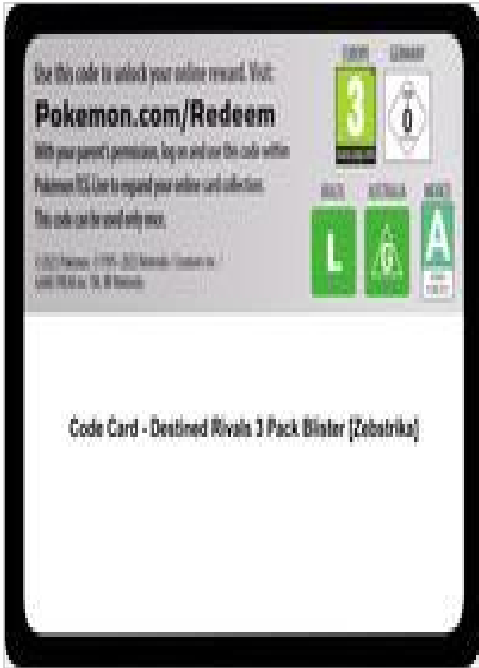 Use this code to unlock your online reward. Visit:
Pokemon.com/Redeem
With your parent's permission, log on and use this code within
Pokémon TCG Live to expand your online card collection.
This code can be used only once.
EUROPE GERMANY
3
0
BRAZIL AUSTRALIA MEXICO
L
G
A
Code Card - Destined Rivals 3 Pack Blister [Zebstrika]